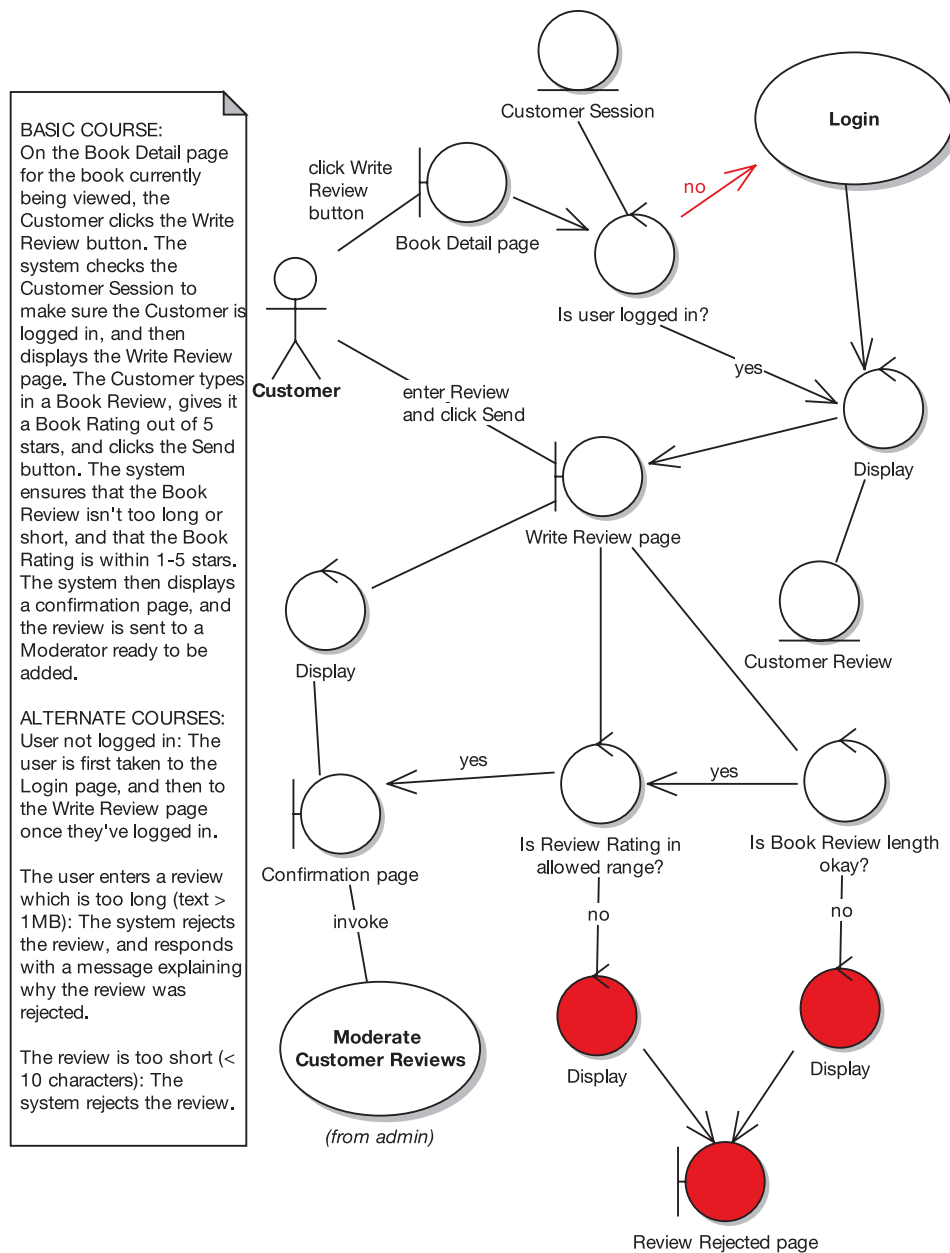 BASIC COURSE:
On the Book Detail page
for the book currently
being viewed, the
Customer clicks the Write
Review button. The
system checks the
Customer Session to
make sure the Customer is
logged in, and then
displays the Write Review
page. The Customer types
in a Book Review, gives it
a Book Rating out of 5
stars, and clicks the Send
button. The system
ensures that the Book
Review isn't too long or
short, and that the Book
Rating is within 1-5 stars.
The system then displays
a confirmation page, and
the review is sent to a
Moderator ready to be
added.
ALTERNATE COURSES:
User not logged in: The
user is first taken to the
Login page, and then to
the Write Review page
once they've logged in.
The user enters a review
which is too long (text >
1MB): The system rejects
the review, and responds
with a message explaining
why the review was
rejected.
The review is too short (<
10 characters): The
system rejects the review.
Customer Session
Login
click Write
Review
button
no
Book Detail page
Is user logged in?
yes
Customer
enter Review
and click Send
Display
Write Review page
Customer Review
Display
yes
yes
Is Review Rating in
allowed range?
Is Book Review length
okay?
Confirmation page
invoke
no
no
Moderate
Customer Reviews
(from admin)
Display
Display
Review Rejected page